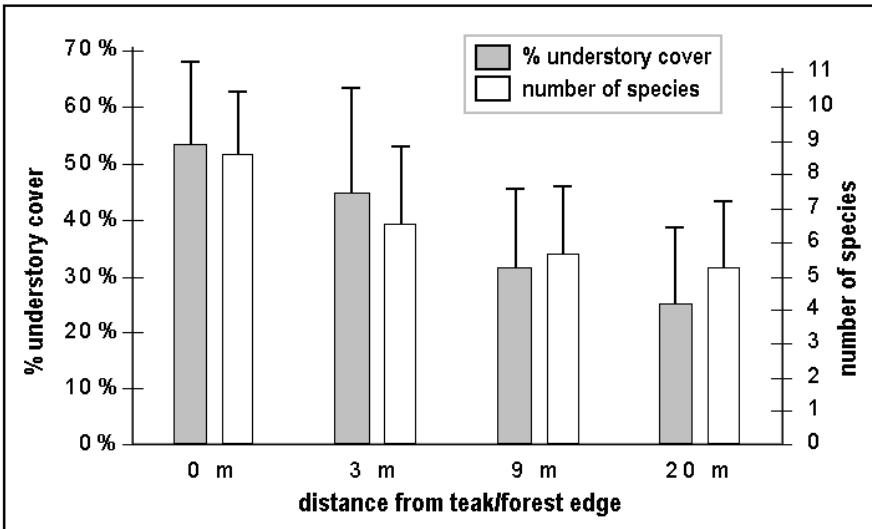 % understory cover
number of species
70 %
60 %
50 %
40 %
30 %
20 %
10 %
0 %
% understory cover
11
10
9
8
7
6
5
4
3
2
1
0
number of species
0 m
3 m
9 m
20 m
distance from teak/forest edge